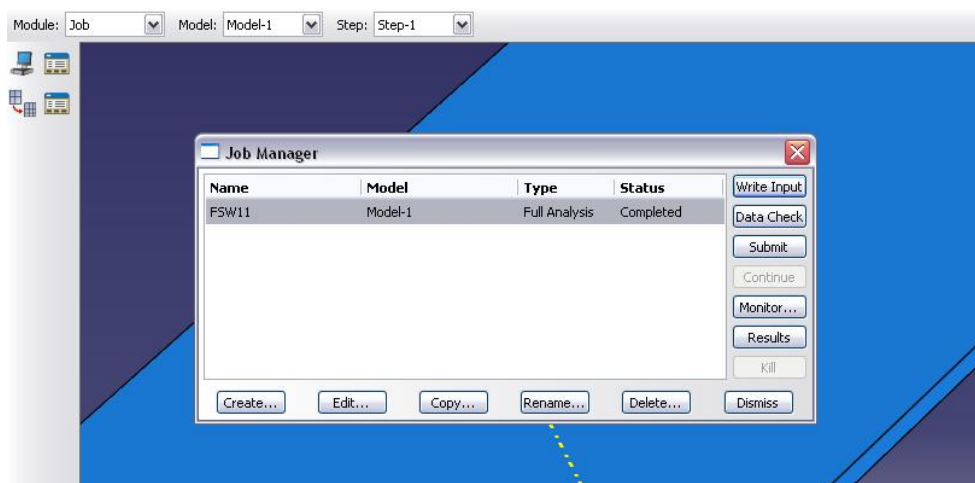 Module: Job Model: Model-1 Step: Step-1
Job Manager
Name Model Type Status
FSW11 Model-1 Full Analysis Completed
Write Input
Data Check
Submit
Continue
Monitor...
Results
Kill
Create... Edit... Copy... Rename... Delete... Dismiss